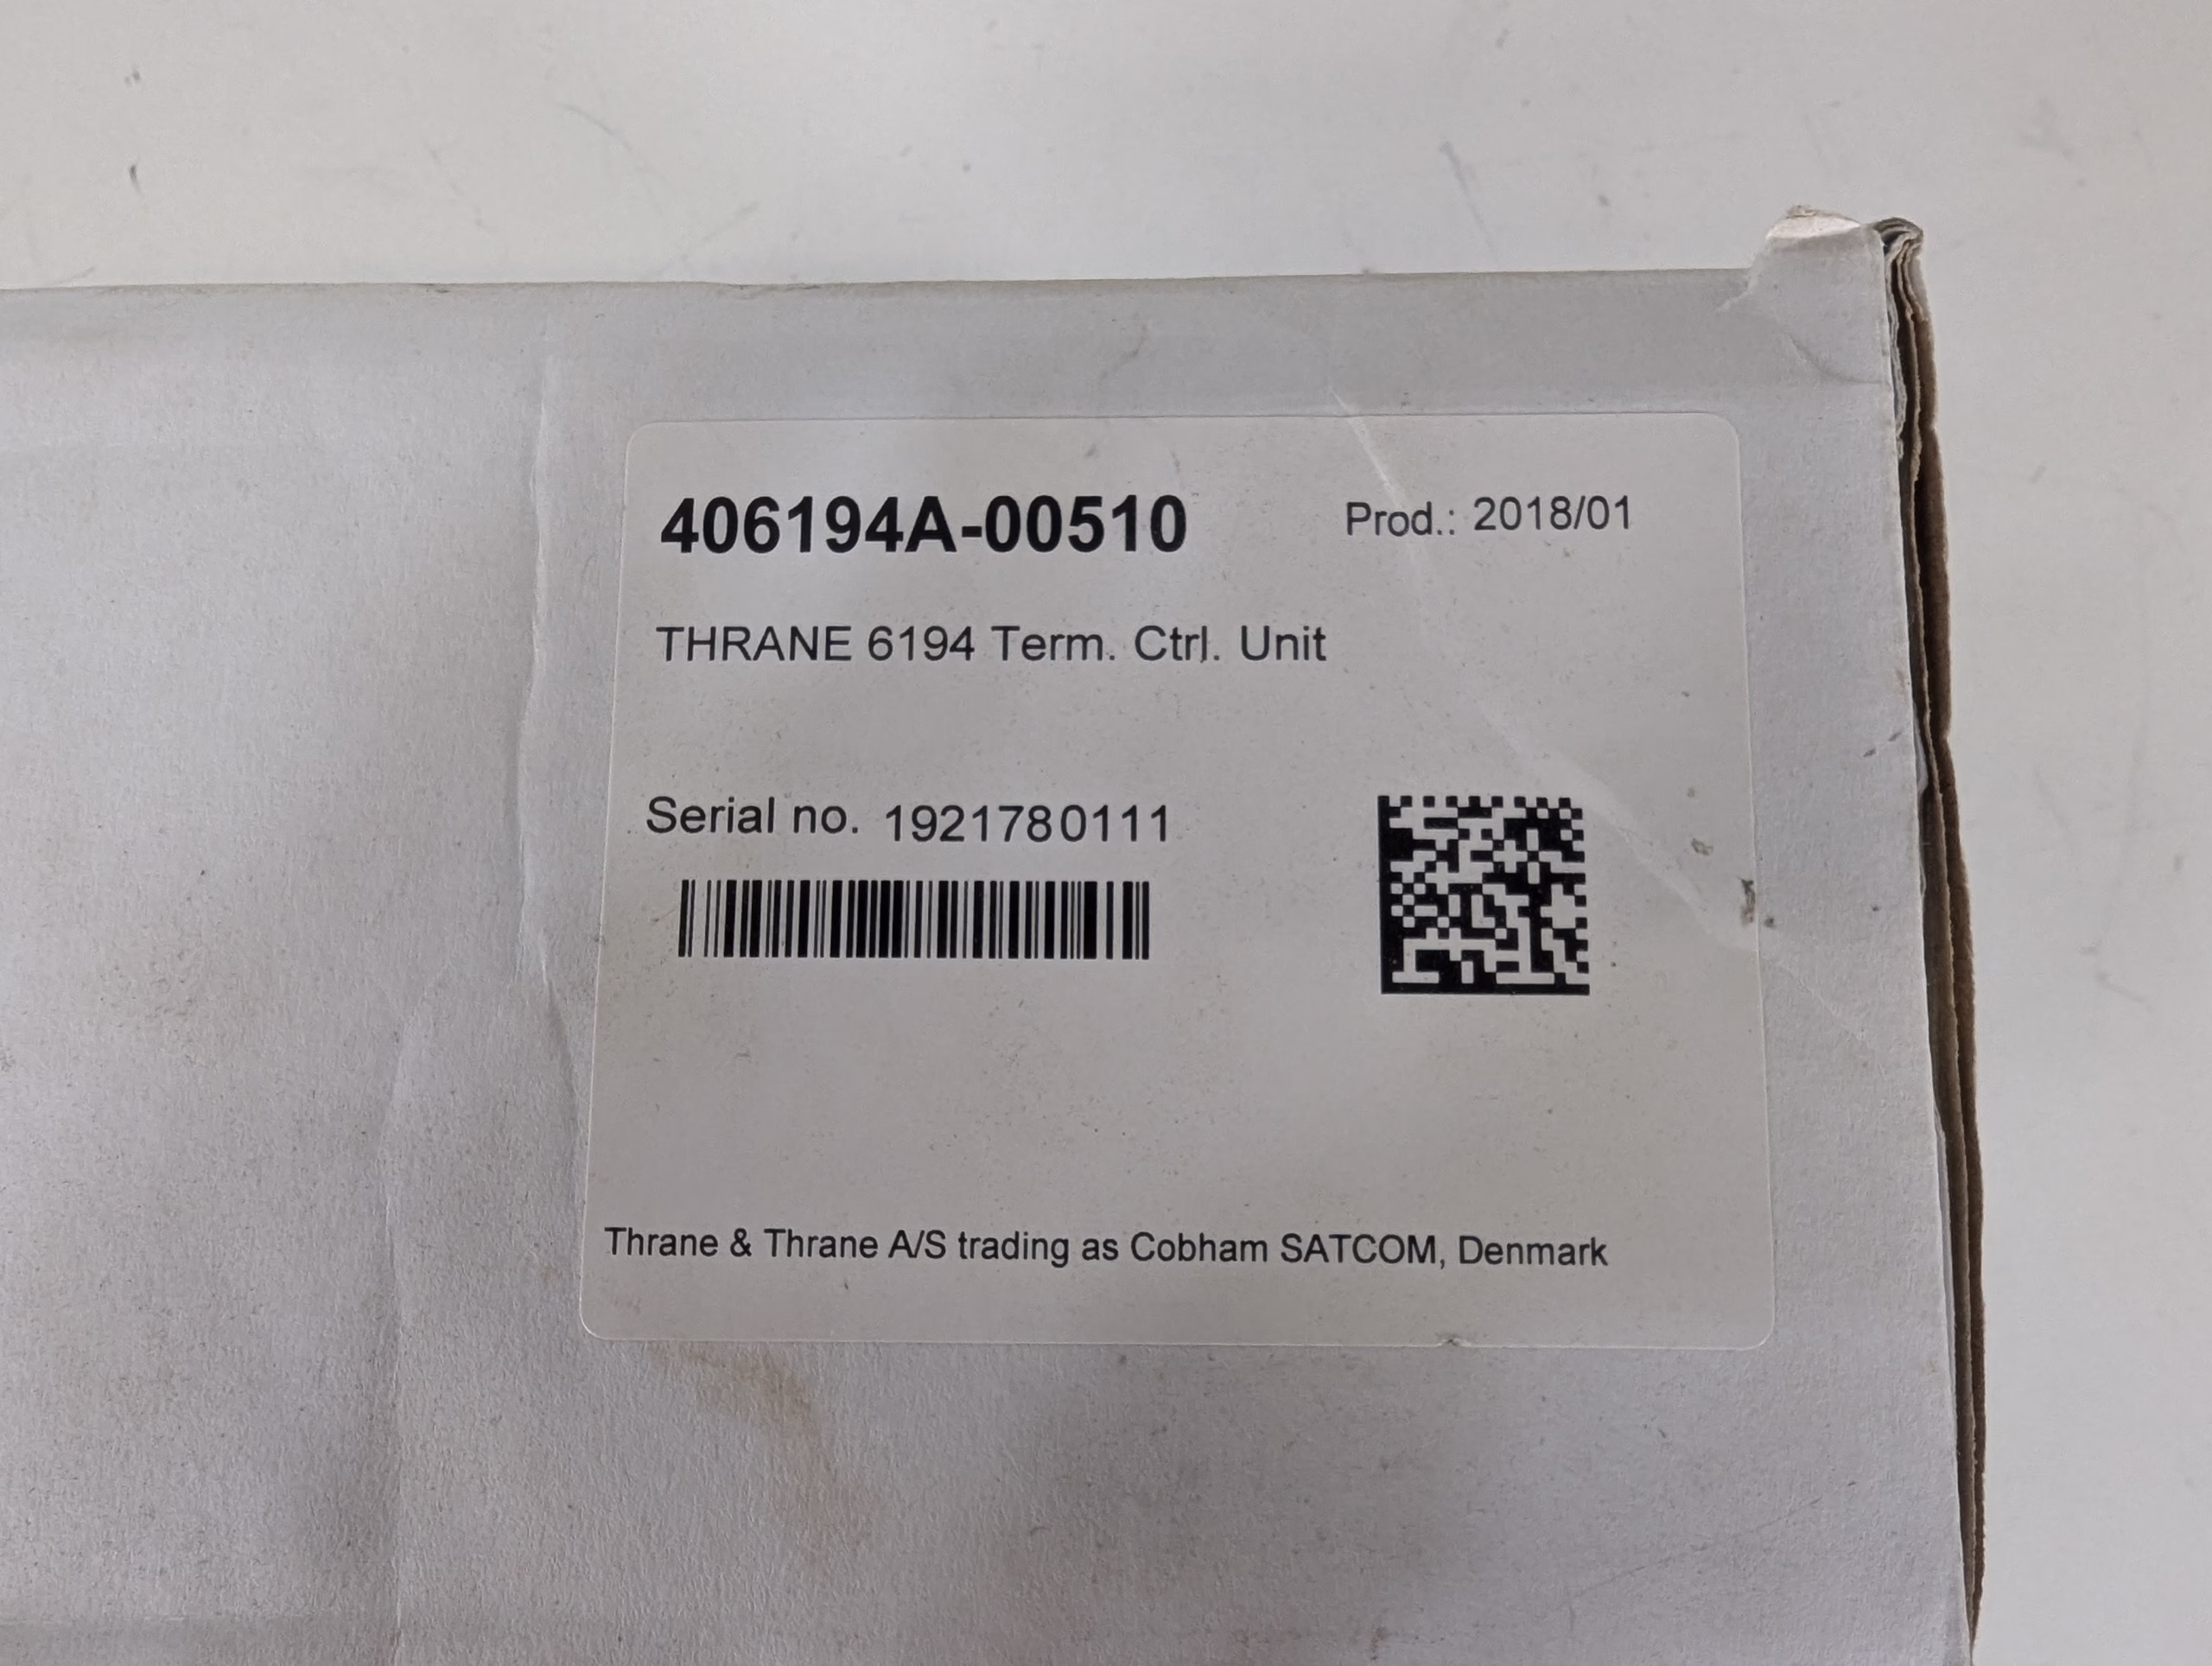 406194A-00510 Prod.: 2018/01
THRANE 6194 Term. Ctrl. Unit
Serial no. 1921780111
Thrane & Thrane A/S trading as Cobham SATCOM, Denmark